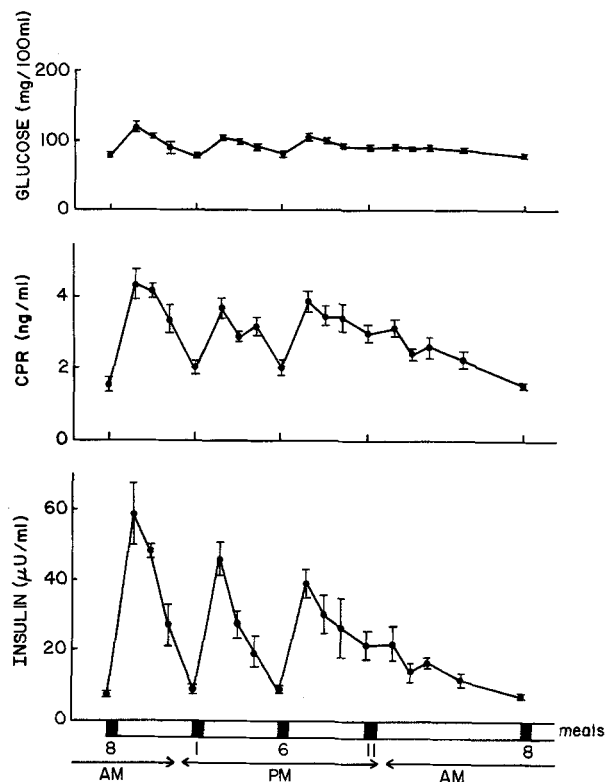 GLUCOSE (mg/100ml)
200
100
0
CPR (ng/ml)
4
2
0
INSULIN (μU/ml)
60
40
20
0
meals
8 1 6 11 8
AM PM AM